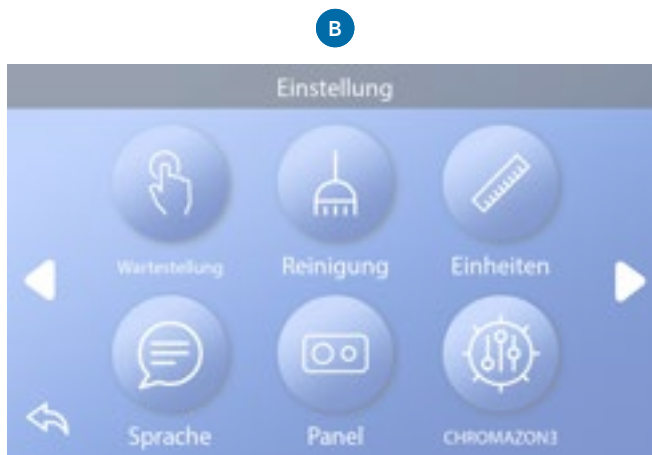 B
Einstellung
Wartestellung Reinigung Einheiten
Sprache Panel CHROMAZON3